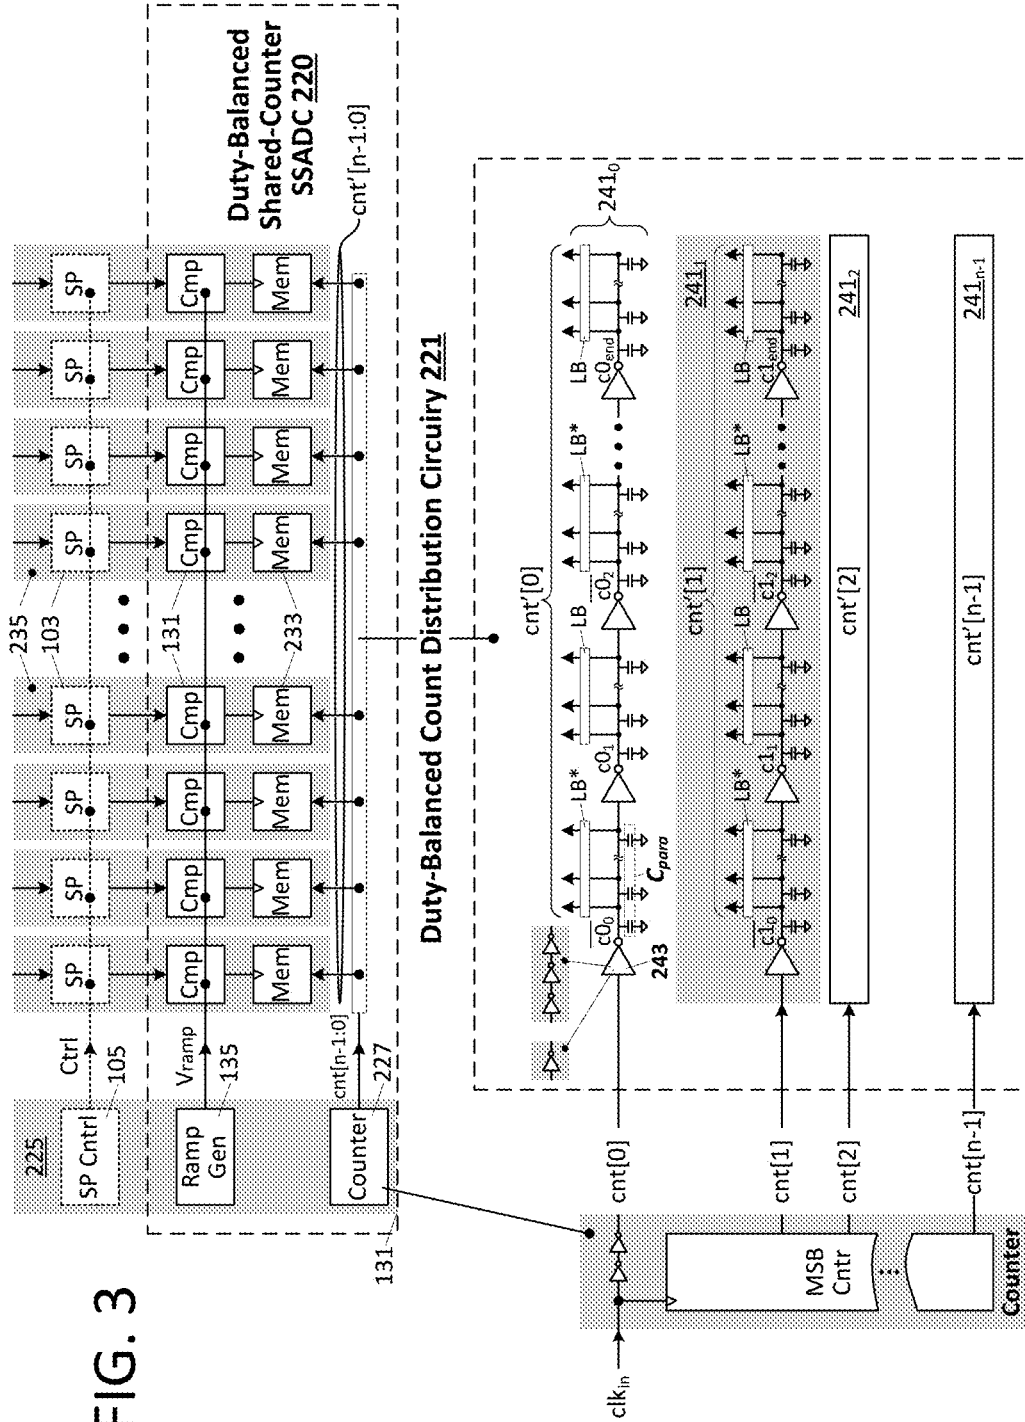 FIG. 3
225
SP Cntrl
Ctrl
105
Ramp
Gen
Vramp
135
Counter
cnt[n-1:0]
227
131
235
103
131
233
SP
SP
SP
SP
SP
SP
SP
SP
Cmp
Cmp
Cmp
Cmp
Cmp
Cmp
Cmp
Cmp
Mem
Mem
Mem
Mem
Mem
Mem
Mem
Mem
Duty-Balanced
Shared-Counter
SSADC 220
cnt'[n-1:0]
Duty-Balanced Count Distribution Circuiry 221
clkin
MSB
Cntr
Counter
cnt[0]
cnt[1]
cnt[2]
cnt[n-1]
243
Cpara
cnt'[0]
2410
c00
LB*
c01
LB
c02
LB*
c0end
LB
cnt'[1]
2411
c10
LB*
c11
LB
c12
LB*
c1end
LB
cnt'[2]
2412
cnt'[n-1]
241n-1